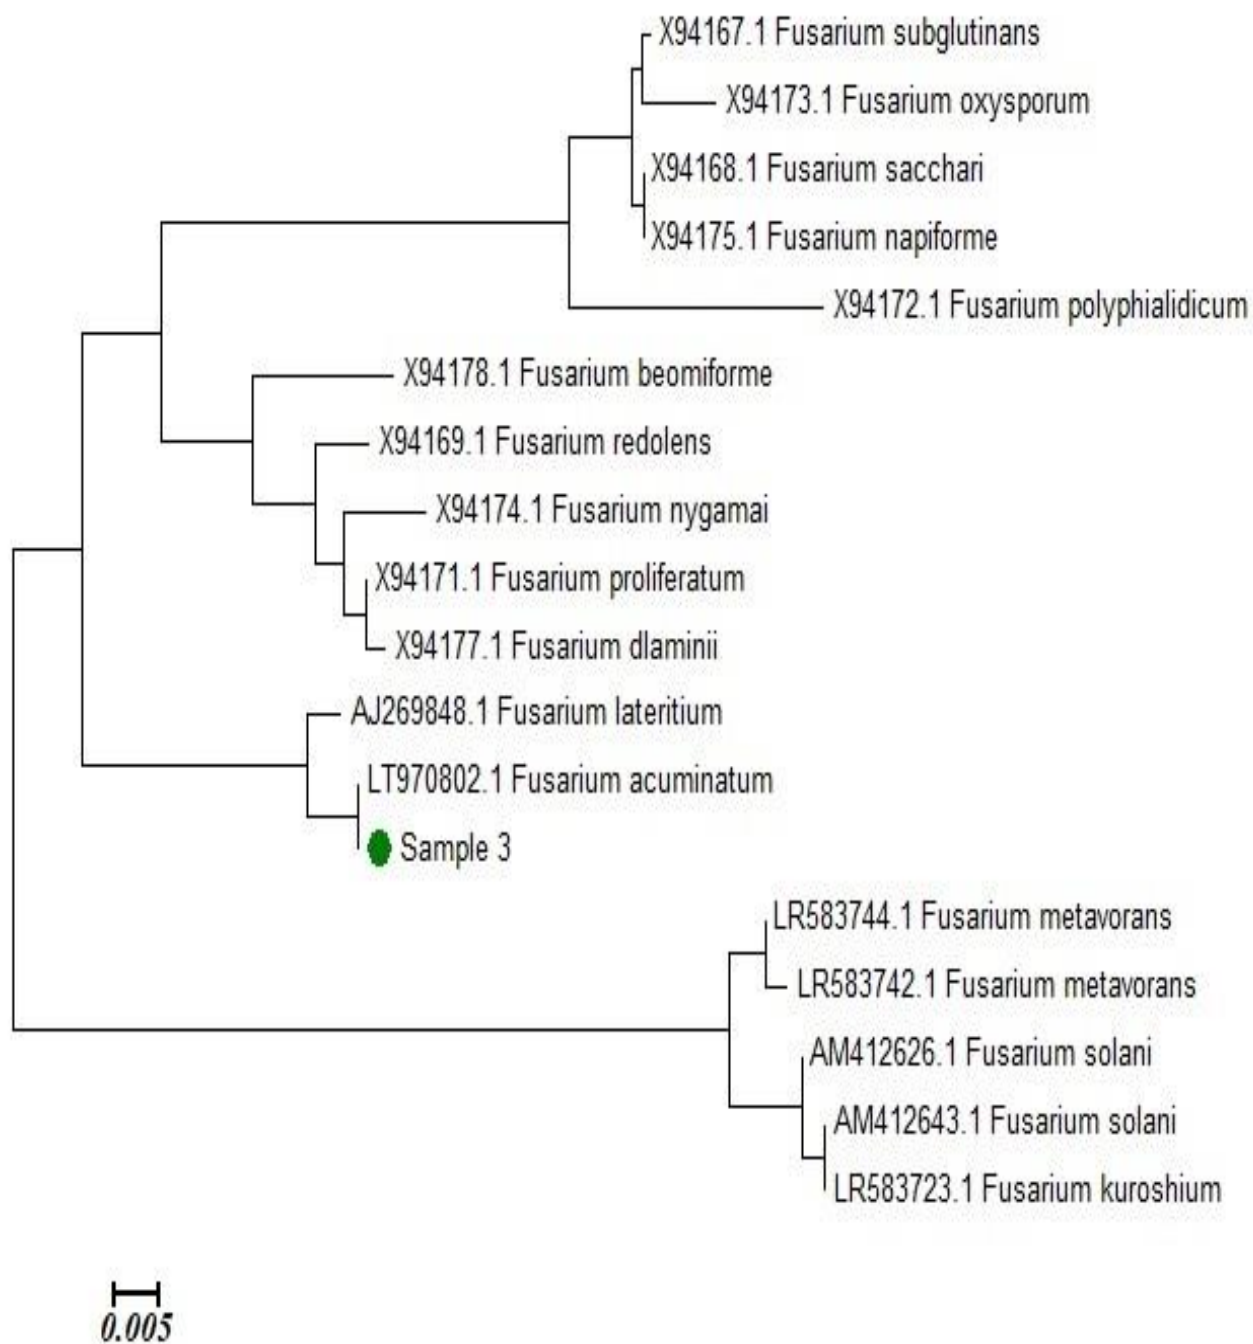 X94167.1 Fusarium subglutinans
X94173.1 Fusarium oxysporum
X94168.1 Fusarium sacchari
X94175.1 Fusarium napiforme
X94172.1 Fusarium polyphialidicum
X94178.1 Fusarium beomiforme
X94169.1 Fusarium redolens
X94174.1 Fusarium nygamai
X94171.1 Fusarium proliferatum
X94177.1 Fusarium dlaminii
AJ269848.1 Fusarium lateritium
LT970802.1 Fusarium acuminatum
Sample 3
LR583744.1 Fusarium metavorans
LR583742.1 Fusarium metavorans
AM412626.1 Fusarium solani
AM412643.1 Fusarium solani
LR583723.1 Fusarium kuroshium
0.005